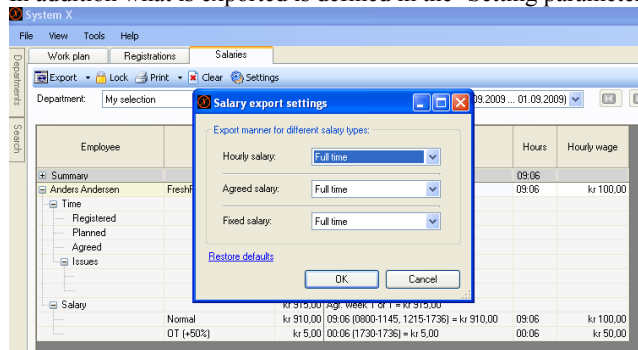 In addition what is exported is defined in the "Setting parameter
System X
File View Tools Help
Work plan Registrations Salaries
Export Lock Print Clear Settings
Department: My selection 09.2009 ... 01.09.2009)
Departments
Search
Salary export settings
Export manner for different salary types:
Hourly salary: Full time
Agreed salary: Full time
Fixed salary: Full time
Restore defaults
OK Cancel
Employee Hours Hourly wage
Summary 09:06
Anders Andersen 09:06 kr 100,00
Time
Registered
Planned
Agreed
Issues
Salary kr 915,00 Agr. week 1 of 1 = kr 915,00
Normal kr 910,00 09:06 (0800-1145, 1215-1736) = kr 910,00 09:06 kr 100,00
OT (+50%) kr 5,00 00:06 (1730-1736) = kr 5,00 00:06 kr 50,00